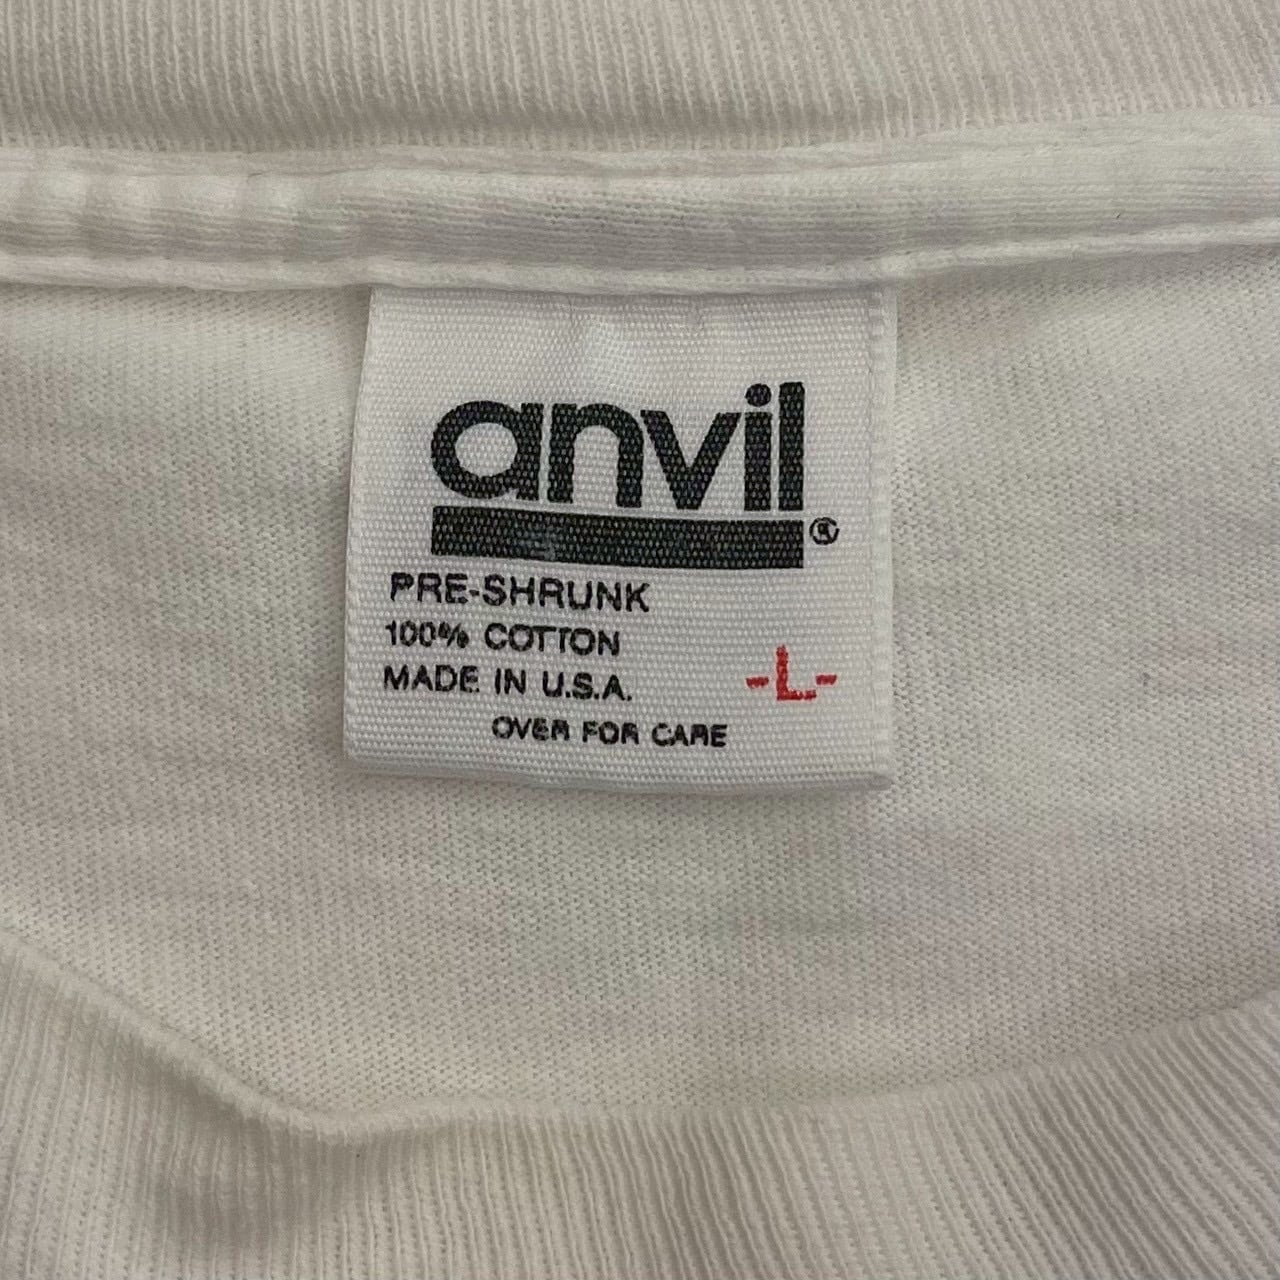 anvil®
PRE-SHRUNK
100% COTTON
MADE IN U.S.A.
-L-
OVER FOR CARE